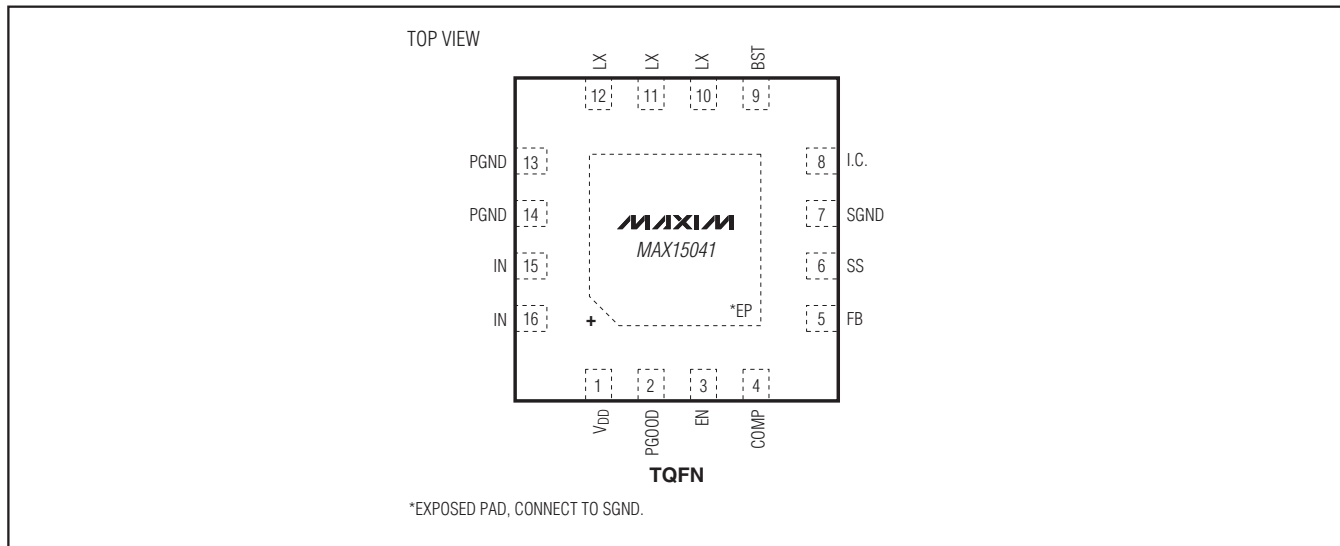 TOP VIEW
LX LX LX BST
12 11 10 9
PGND 13
PGND 14
IN 15
IN 16
8 I.C.
7 SGND
6 SS
5 FB
MAXIM
MAX15041
*EP
+
1 2 3 4
VDD PGOOD EN COMP
TQFN
*EXPOSED PAD, CONNECT TO SGND.